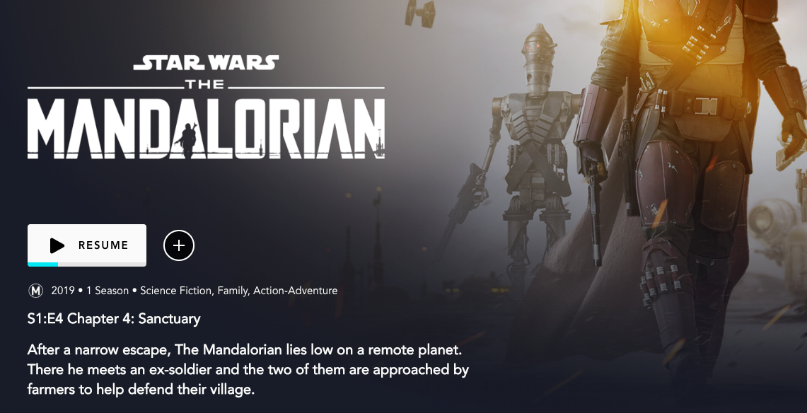 STAR WARS
THE
MANDALORIAN
RESUME
M 2019 • 1 Season • Science Fiction, Family, Action-Adventure
S1:E4 Chapter 4: Sanctuary
After a narrow escape, The Mandalorian lies low on a remote planet.
There he meets an ex-soldier and the two of them are approached by
farmers to help defend their village.